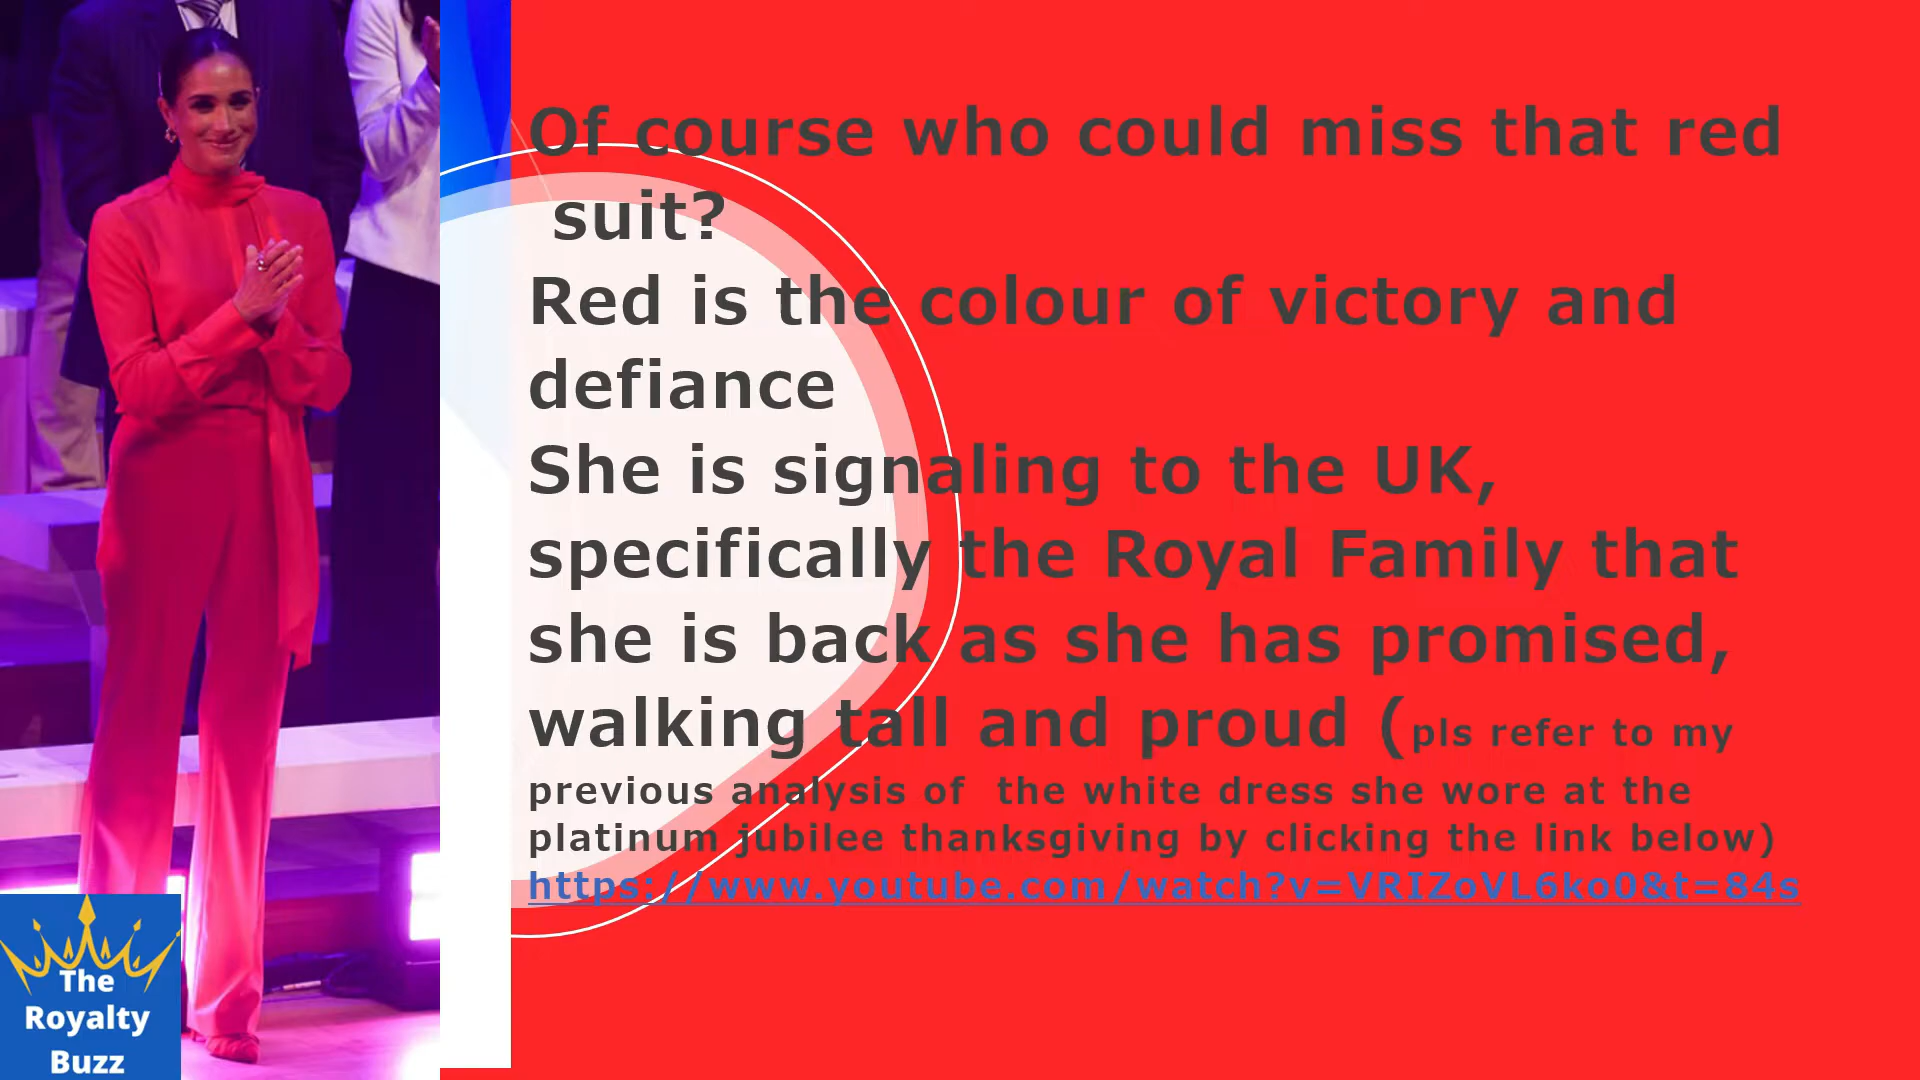 Of course who could miss that red
suit?
Red is the colour of victory and
defiance
She is signaling to the UK,
specifically the Royal Family that
she is back as she has promised,
walking tall and proud (pls refer to my
previous analysis of  the white dress she wore at the
platinum jubilee thanksgiving by clicking the link below)
https://www.youtube.com/watch?v=VRIZoVL6ko0&t=84s
The
Royalty
Buzz